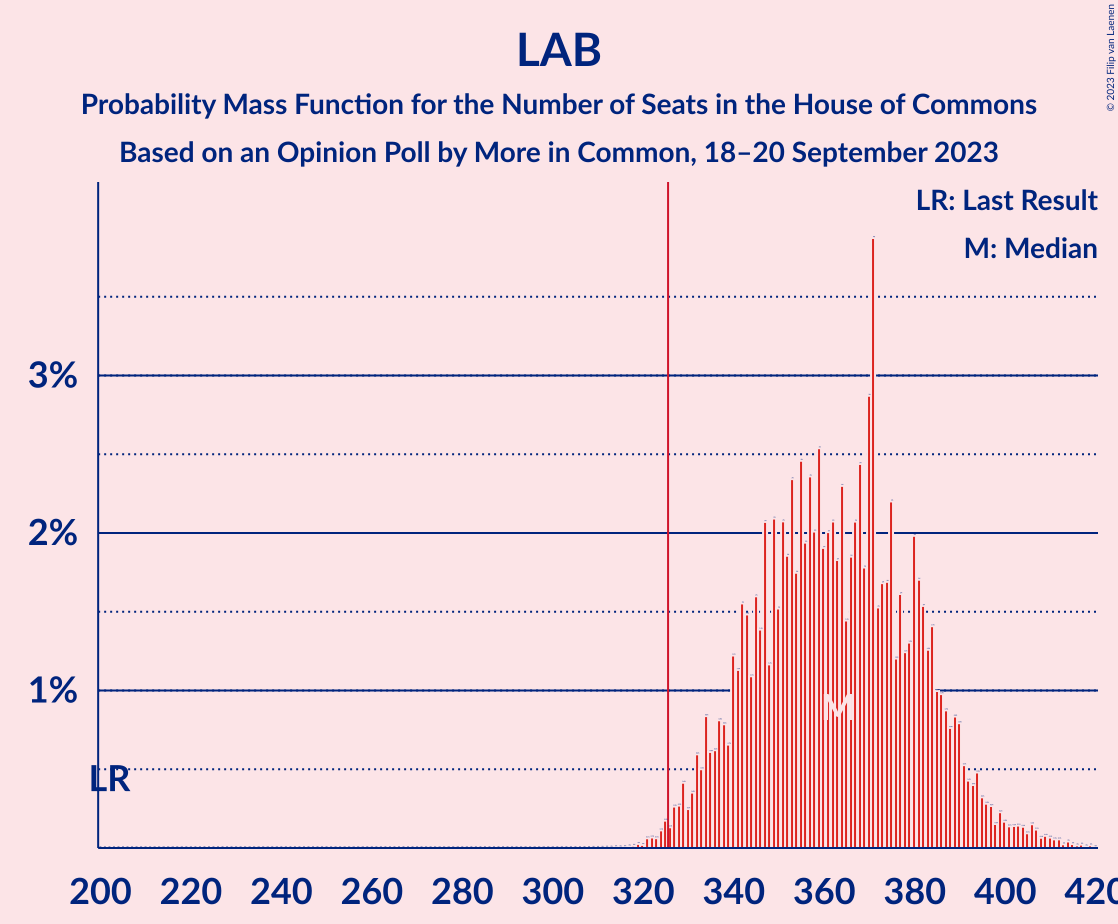 LAB
Probability Mass Function for the Number of Seats in the House of Commons
Based on an Opinion Poll by More in Common, 18–20 September 2023
© 2023 Filip van Laenen
LR: Last Result
M: Median
3%
2%
1%
LR
M
200 220 240 260 280 300 320 340 360 380 400 420